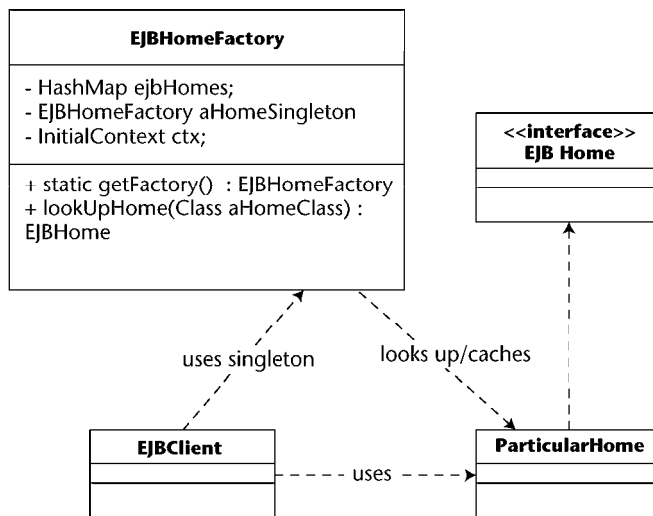 EJBHomeFactory
- HashMap ejbHomes;
- EJBHomeFactory aHomeSingleton
- InitialContext ctx;
+ static getFactory() : EJBHomeFactory
+ lookUpHome(Class aHomeClass) :
EJBHome
<<interface>>
EJB Home
uses singleton
looks up/caches
EJBClient
uses
ParticularHome